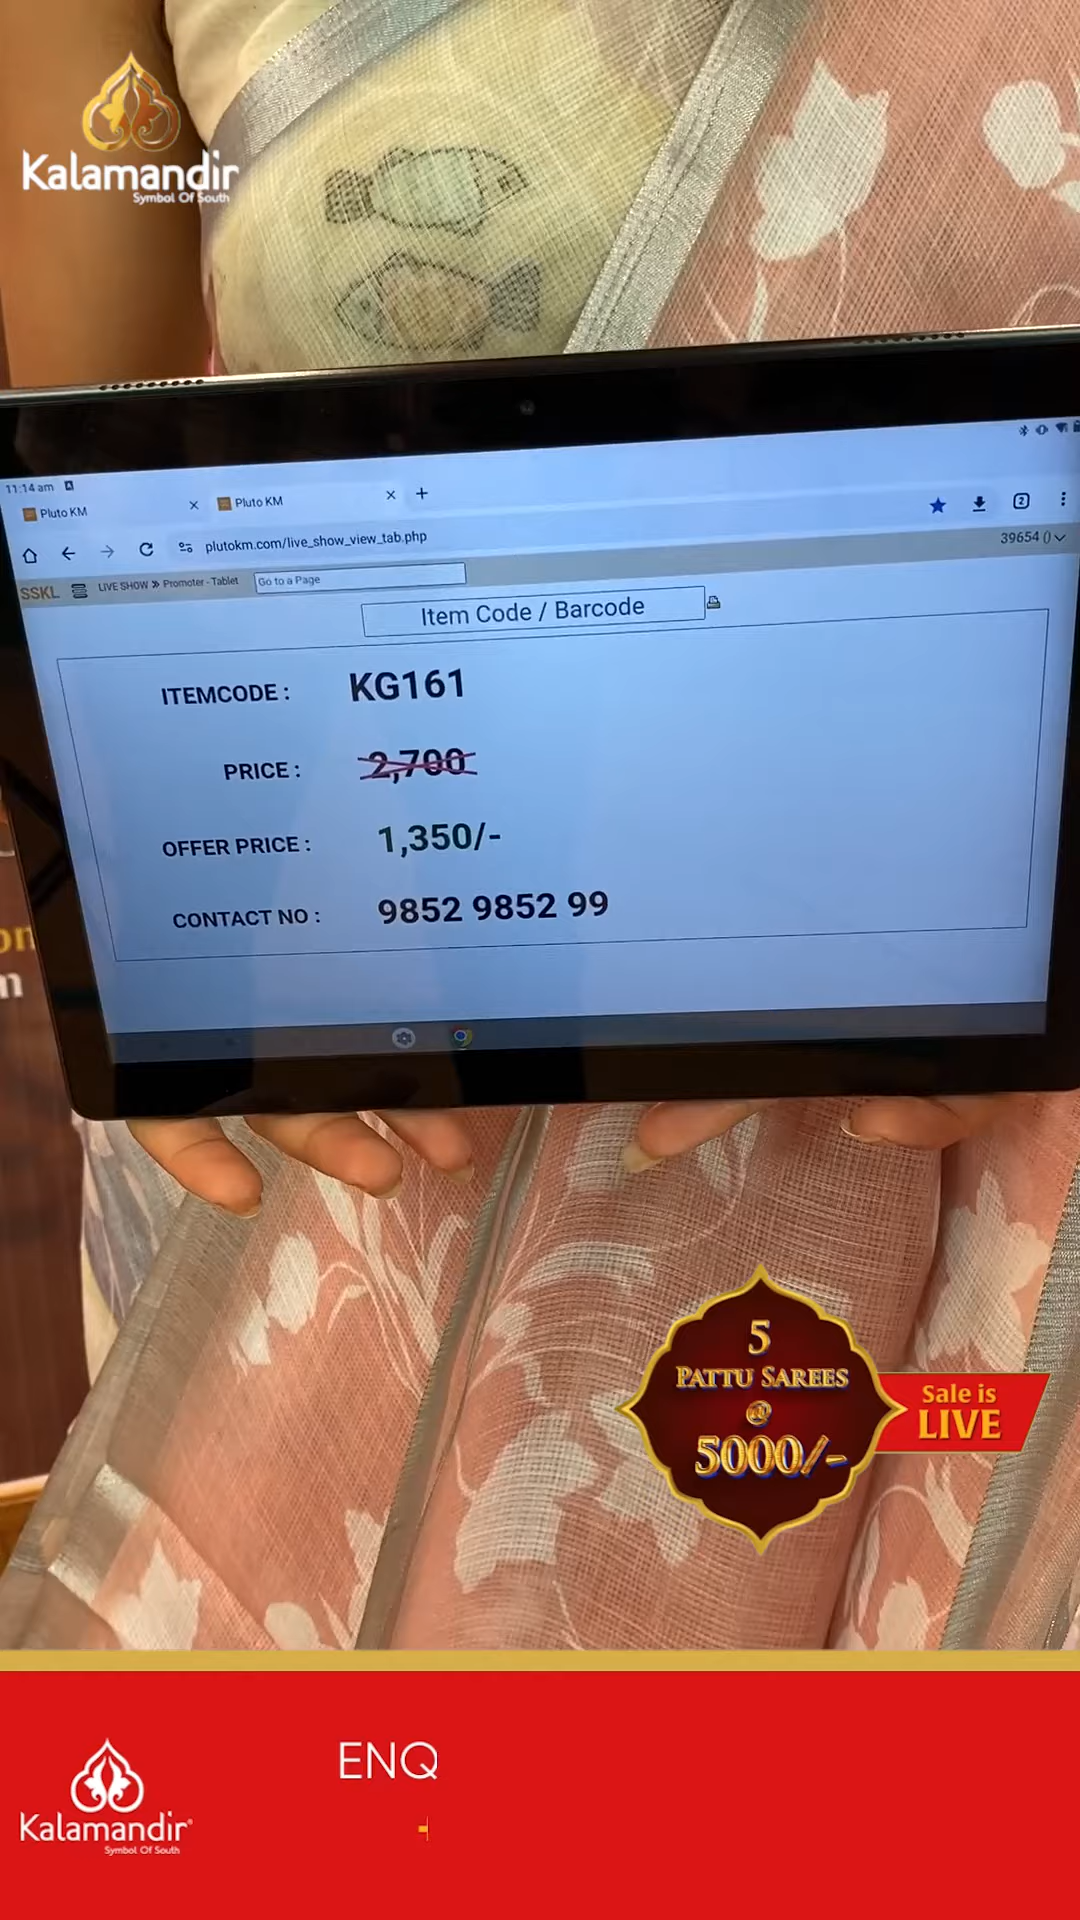 Kalamandir
Symbol Of South
11:14 am
Pluto KM
Pluto KM
plutokm.com/live_show_view_tab.php
2
39654 ()
SSKL
LIVE SHOW >> Promoter - Tablet
Go to a Page
Item Code / Barcode
ITEMCODE : KG161
PRICE : 2,700
OFFER PRICE : 1,350/-
CONTACT NO : 9852 9852 99
5
PATTU SAREES
@
5000/-
Sale is
LIVE
ENQ
Kalamandir
Symbol Of South